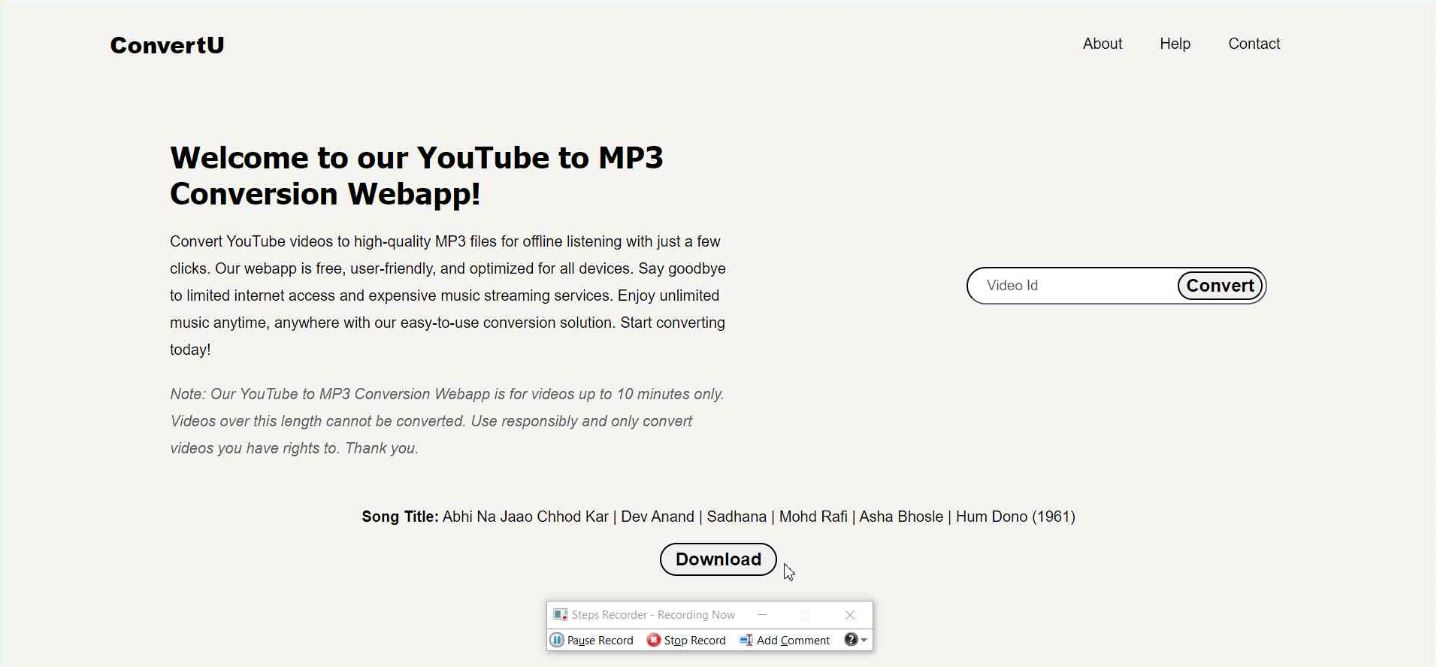 ConvertU
About Help Contact
Welcome to our YouTube to MP3
Conversion Webapp!
Convert YouTube videos to high-quality MP3 files for offline listening with just a few
clicks. Our webapp is free, user-friendly, and optimized for all devices. Say goodbye
to limited internet access and expensive music streaming services. Enjoy unlimited
music anytime, anywhere with our easy-to-use conversion solution. Start converting
today!
Note: Our YouTube to MP3 Conversion Webapp is for videos up to 10 minutes only.
Videos over this length cannot be converted. Use responsibly and only convert
videos you have rights to. Thank you.
Video Id Convert
Song Title: Abhi Na Jaao Chhod Kar | Dev Anand | Sadhana | Mohd Rafi | Asha Bhosle | Hum Dono (1961)
Download
Steps Recorder - Recording Now
Pause Record Stop Record Add Comment ?